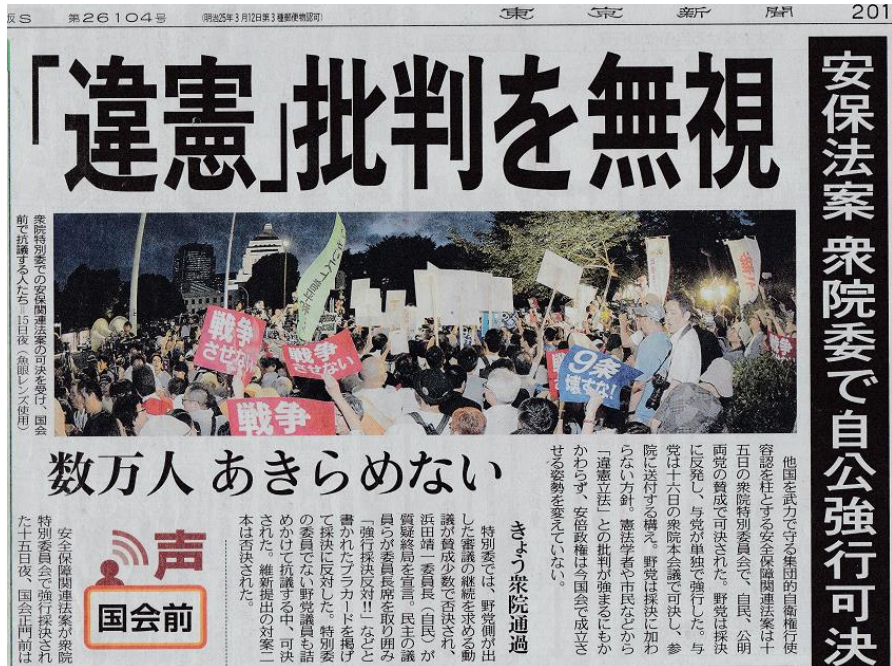 第26104号
(明治25年3月12日第3種郵便物認可)
東京新聞
201
「違憲」批判を無視
安保法案 衆院委で自公強行可決
衆院特別委での安保関連法案の可決を受け、国会
前で抗議する人たち=15日夜(魚眼レンズ使用)
戦争
させない
戦争
させない
戦争
9条
壊すな!
数万人 あきらめない
他国を武力で守る集団的自衛権行使
容認を柱とする安全保障関連法案は十
五日の衆院特別委員会で、自民、公明
両党の賛成で可決された。野党は採決
に反発し、与党が単独で強行した。与
党は十六日の衆院本会議で可決し、参
院に送付する構え。野党は採決に加わ
らない方針。憲法学者や市民などから
「違憲立法」との批判が強まるにもか
かわらず、安倍政権は今国会で成立さ
せる姿勢を変えていない。
きょう衆院通過
特別委では、野党側が出
した審議の継続を求める動
議が賛成少数で否決され、
浜田靖一委員長(自民)が
質疑終局を宣言。民主の議
員らが委員長席を取り囲み
「強行採決反対!!」などと
書かれたプラカードを掲げ
て採決に反対した。特別委
の委員でない野党議員も詰
めかけて抗議する中、可決
された。維新提出の対案二
本は否決された。
声
国会前
安全保障関連法案が衆院
特別委員会で強行採決され
た十五日夜、国会正門前は